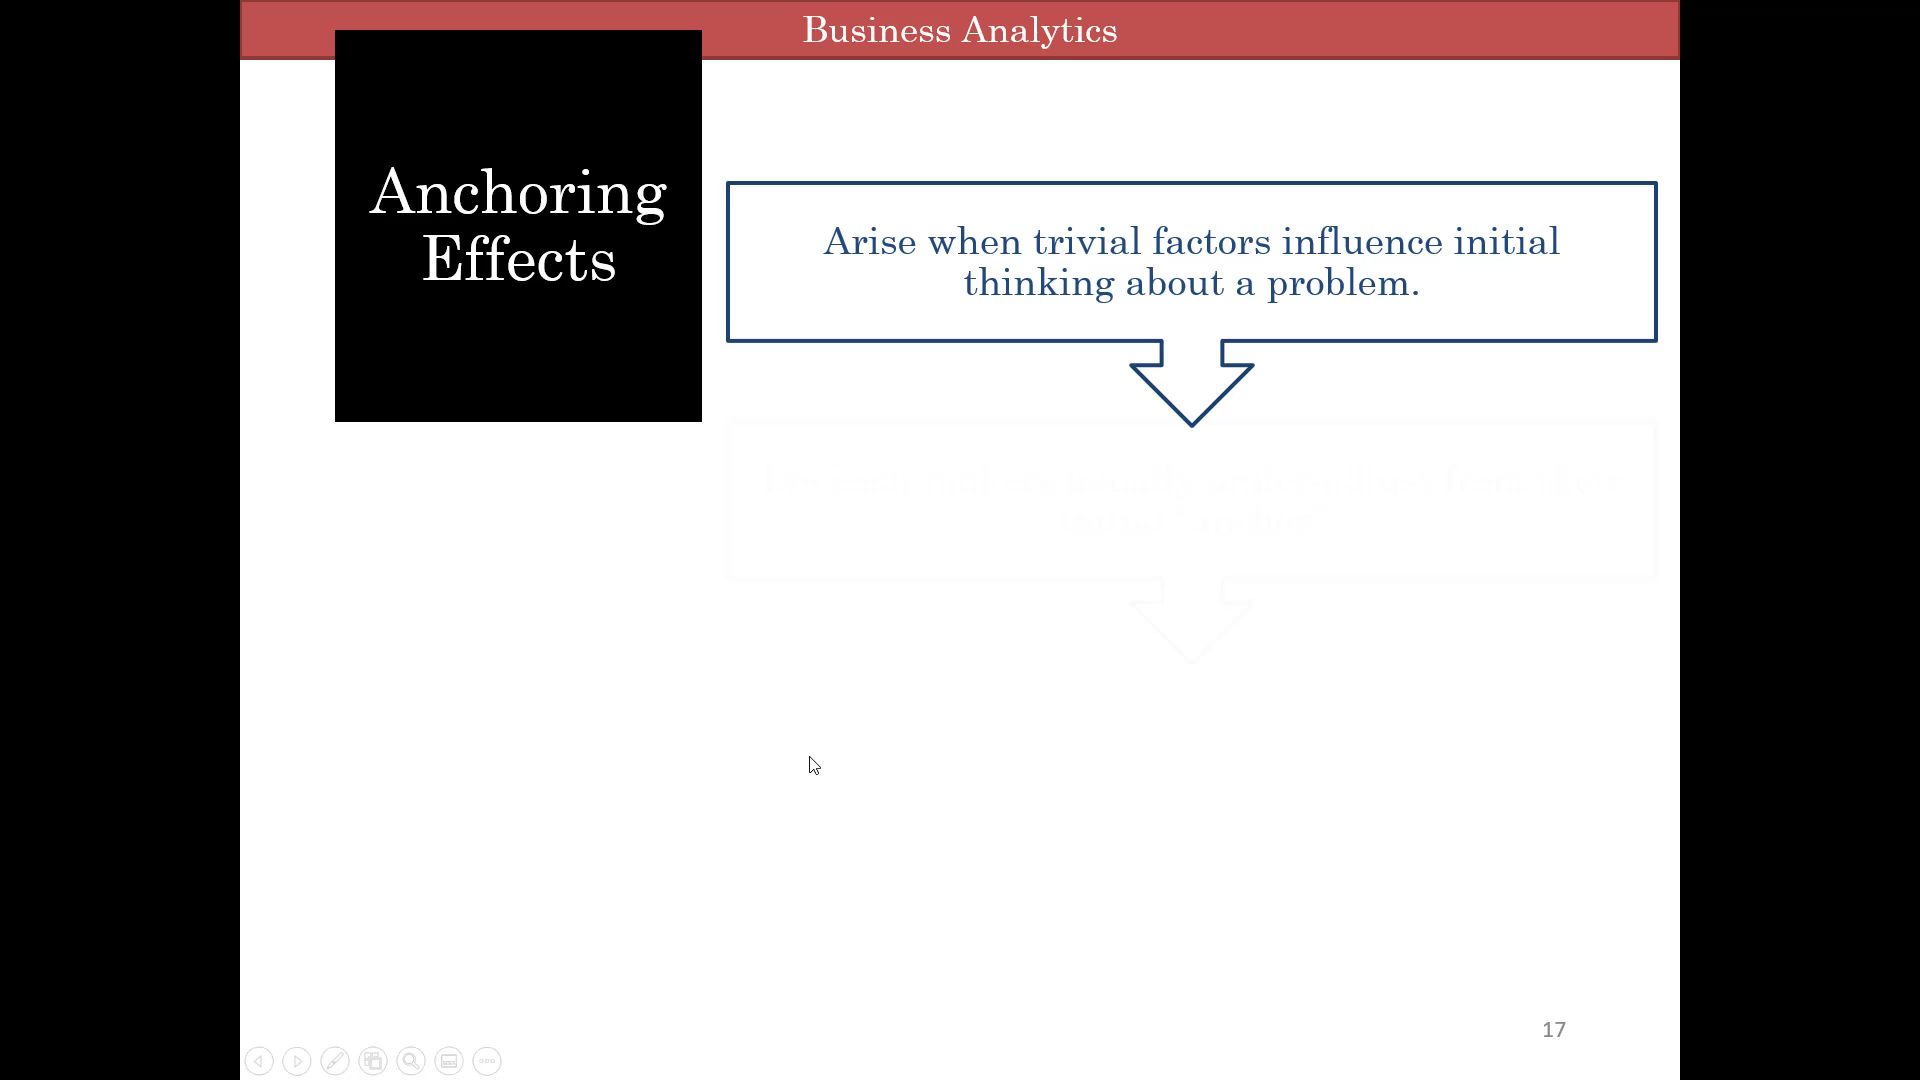 Business Analytics
Anchoring
Effects
Arise when trivial factors influence initial
thinking about a problem.
17